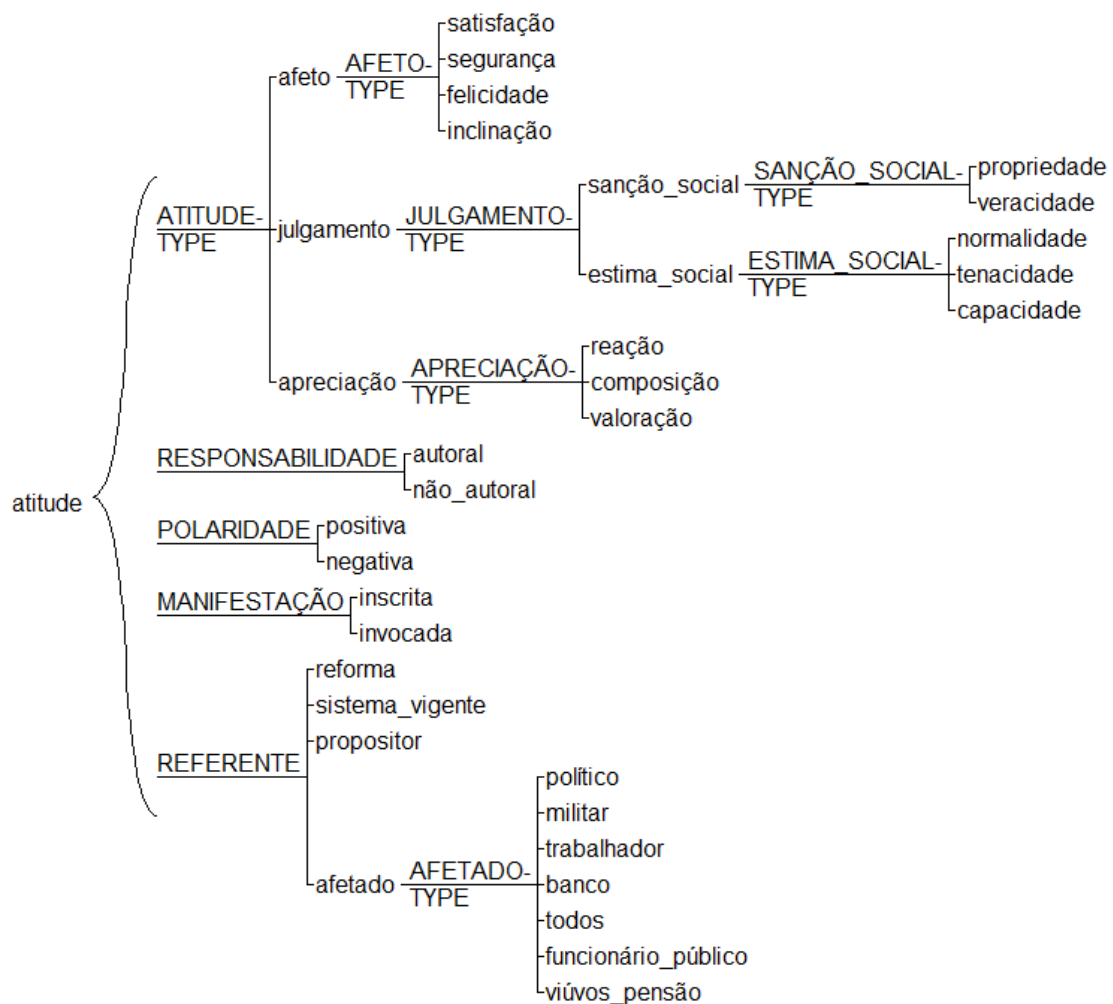 satisfação
segurança
afeto
AFETO-
TYPE
felicidade
inclinação
propriedade
sanção_social
SANÇÃO_SOCIAL-
TYPE
veracidade
ATITUDE-
TYPE
julgamento
JULGAMENTO-
TYPE
normalidade
estima_social
ESTIMA_SOCIAL-
TYPE
tenacidade
capacidade
reação
apreciação
APRECIAÇÃO-
TYPE
composição
valoração
RESPONSABILIDADE
autoral
não_autoral
atitude
POLARIDADE
positiva
negativa
MANIFESTAÇÃO
inscrita
invocada
reforma
sistema_vigente
propositor
REFERENTE
político
militar
trabalhador
afetado
AFETADO-
TYPE
banco
todos
funcionário_público
viúvos_pensão